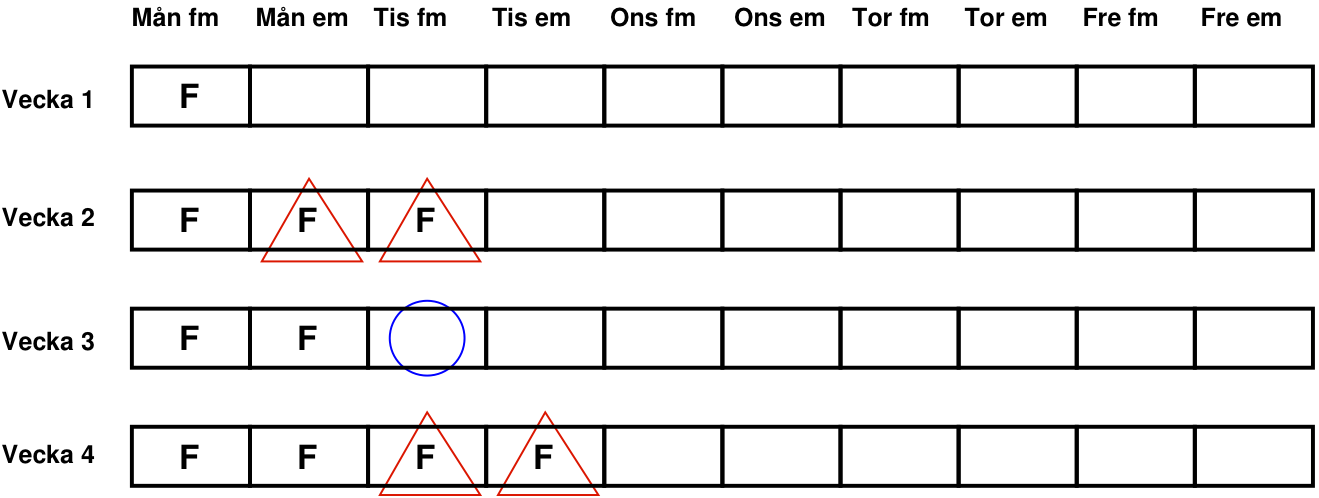 Mån fm Mån em Tis fm Tis em Ons fm Ons em Tor fm Tor em Fre fm Fre em
Vecka 1 F
Vecka 2 F F F
Vecka 3 F F
Vecka 4 F F F F